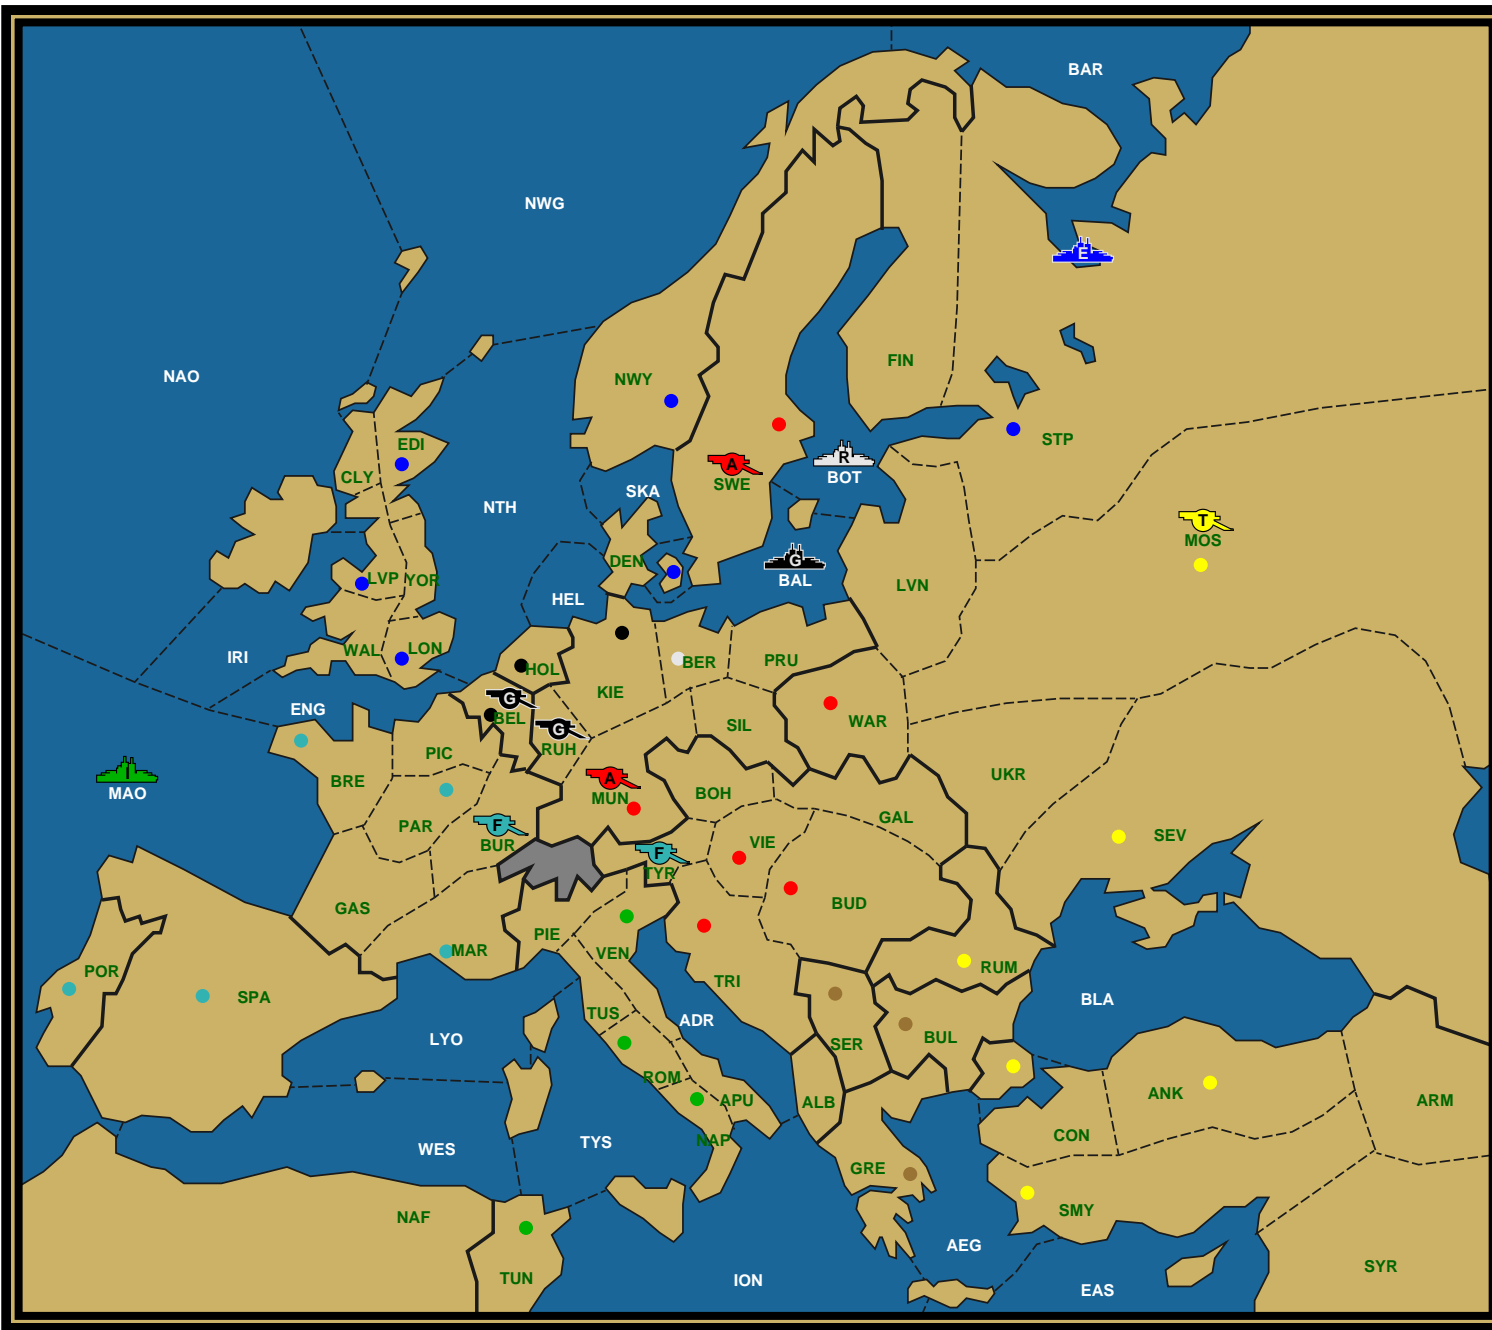 BAR
NWG
E
NAO
FIN
NWY
STP
EDI
R
BOT
A
SWE
CLY
SKA
NTH
T
MOS
DEN
G
BAL
LVP
YOR
LVN
HEL
WAL
LON
IRI
HOL
BER
PRU
KIE
G
BEL
ENG
WAR
SIL
G
RUH
PIC
UKR
I
MAO
BRE
A
MUN
BOH
GAL
PAR
F
BUR
SEV
VIE
F
TYR
BUD
GAS
PIE
VEN
MAR
POR
SPA
TRI
RUM
BLA
TUS
ADR
LYO
BUL
SER
ROM
ANK
APU
ALB
ARM
CON
NAP
TYS
WES
GRE
SMY
NAF
AEG
SYR
TUN
ION
EAS